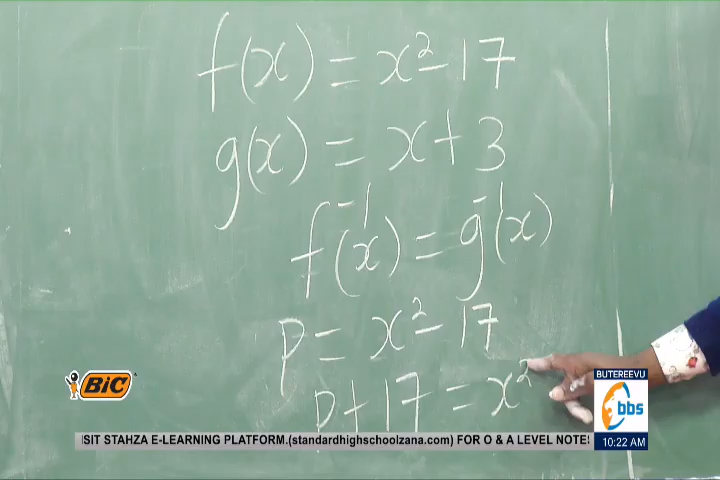 f(x) = x² - 17
g(x) = x + 3
f⁻¹(x) = g⁻¹(x)
p = x² - 17
p + 17 = x²
BiC
BUTEREEVU
bbs
ISIT STAHZA E-LEARNING PLATFORM.(standardhighschoolzana.com) FOR O & A LEVEL NOTES
10:22 AM